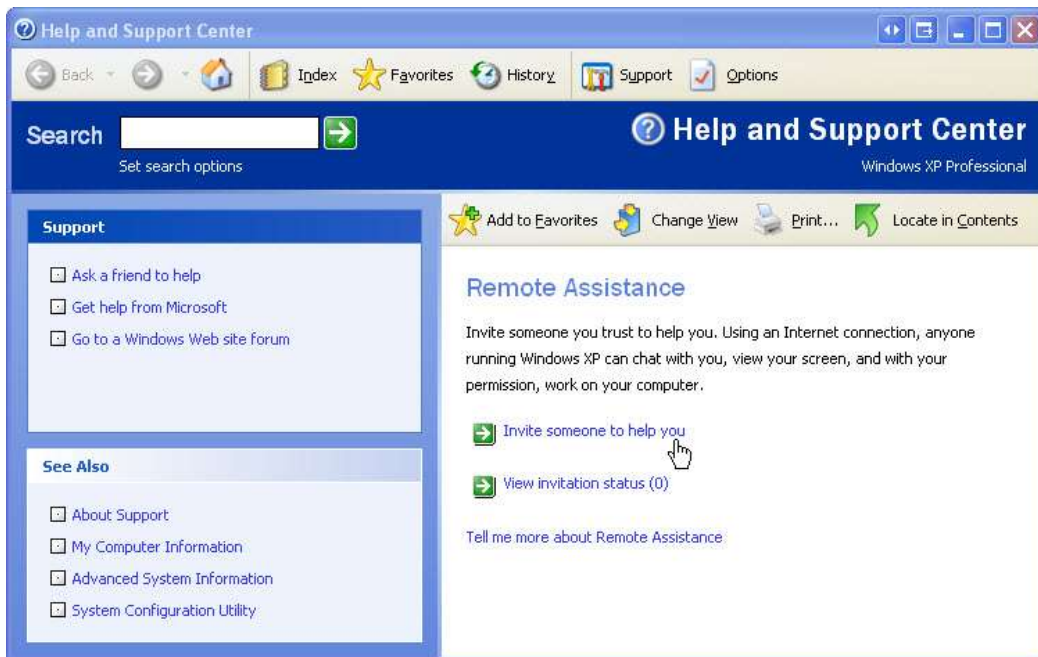 Help and Support Center
Back Index Favorites History Support Options
Search
Set search options
Help and Support Center
Windows XP Professional
Support
Ask a friend to help
Get help from Microsoft
Go to a Windows Web site forum
See Also
About Support
My Computer Information
Advanced System Information
System Configuration Utility
Add to Favorites Change View Print... Locate in Contents
Remote Assistance
Invite someone you trust to help you. Using an Internet connection, anyone
running Windows XP can chat with you, view your screen, and with your
permission, work on your computer.
Invite someone to help you
View invitation status (0)
Tell me more about Remote Assistance